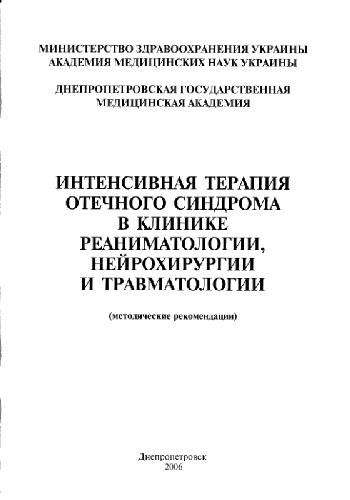 МИНИСТЕРСТВО ЗДРАВООХРАНЕНИЯ УКРАИНЫ
АКАДЕМИЯ МЕДИЦИНСКИХ НАУК УКРАИНЫ
ДНЕПРОПЕТРОВСКАЯ ГОСУДАРСТВЕННАЯ
МЕДИЦИНСКАЯ АКАДЕМИЯ
ИНТЕНСИВНАЯ ТЕРАПИЯ
ОТЕЧНОГО СИНДРОМА
В КЛИНИКЕ
РЕАНИМАТОЛОГИИ,
НЕЙРОХИРУРГИИ
И ТРАВМАТОЛОГИИ
(методические рекомендации)
Днепропетровск
2006